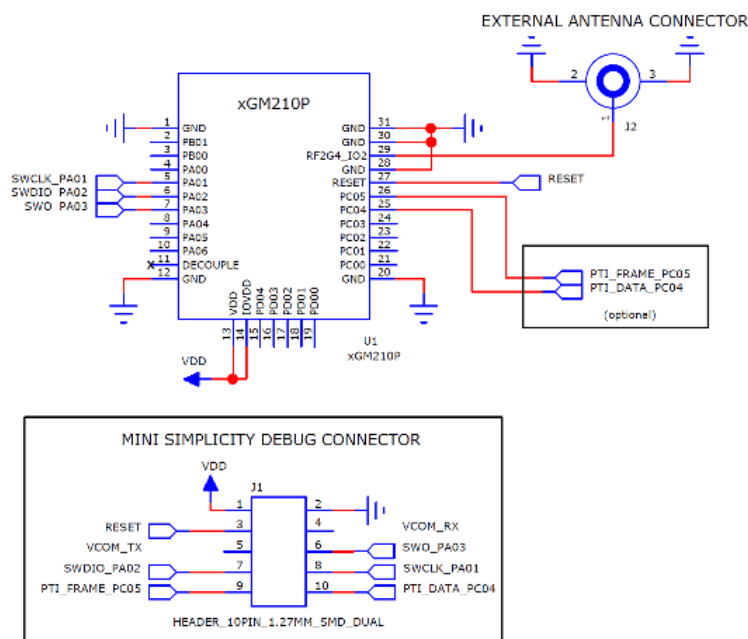 EXTERNAL ANTENNA CONNECTOR
2
3
1
J2
xGM210P
1 GND
2 PB01
3 PB00
4 PA00
SWCLK_PA01 5 PA01
SWDIO_PA02 6 PA02
SWO_PA03 7 PA03
8 PA04
9 PA05
10 PA06
11 DECOUPLE
12 GND
GND 31
GND 30
RF2G4_IO2 29
GND 28
RESET 27 RESET
PC05 26
PC04 25
PC03 24
PC02 23
PC01 22
PC00 21
GND 20
VDD 13
IOVDD 14
PD04 15
PD03 16
PD02 17
PD01 18
PD00 19
PTI_FRAME_PC05
PTI_DATA_PC04
(optional)
U1
xGM210P
VDD
MINI SIMPLICITY DEBUG CONNECTOR
VDD
J1
1
2
RESET 3
4 VCOM_RX
VCOM_TX 5
6 SWO_PA03
SWDIO_PA02 7
8 SWCLK_PA01
PTI_FRAME_PC05 9
10 PTI_DATA_PC04
HEADER_10PIN_1.27MM_SMD_DUAL